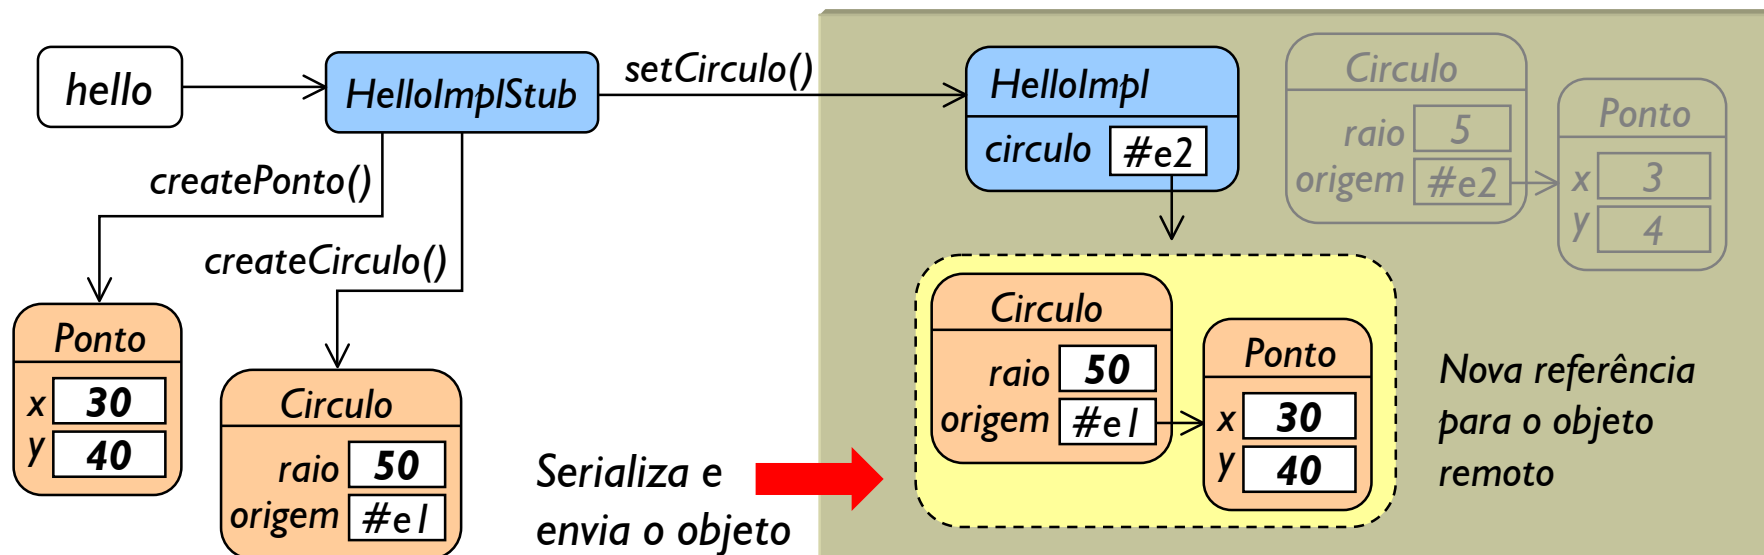 hello
HelloImplStub
setCirculo()
createPonto()
createCirculo()
Ponto
x 30
y 40
Circulo
raio 50
origem #e1
Serializa e
envia o objeto
HelloImpl
circulo #e2
Circulo
raio 5
origem #e2
Ponto
x 3
y 4
Circulo
raio 50
origem #e1
Ponto
x 30
y 40
Nova referência
para o objeto
remoto